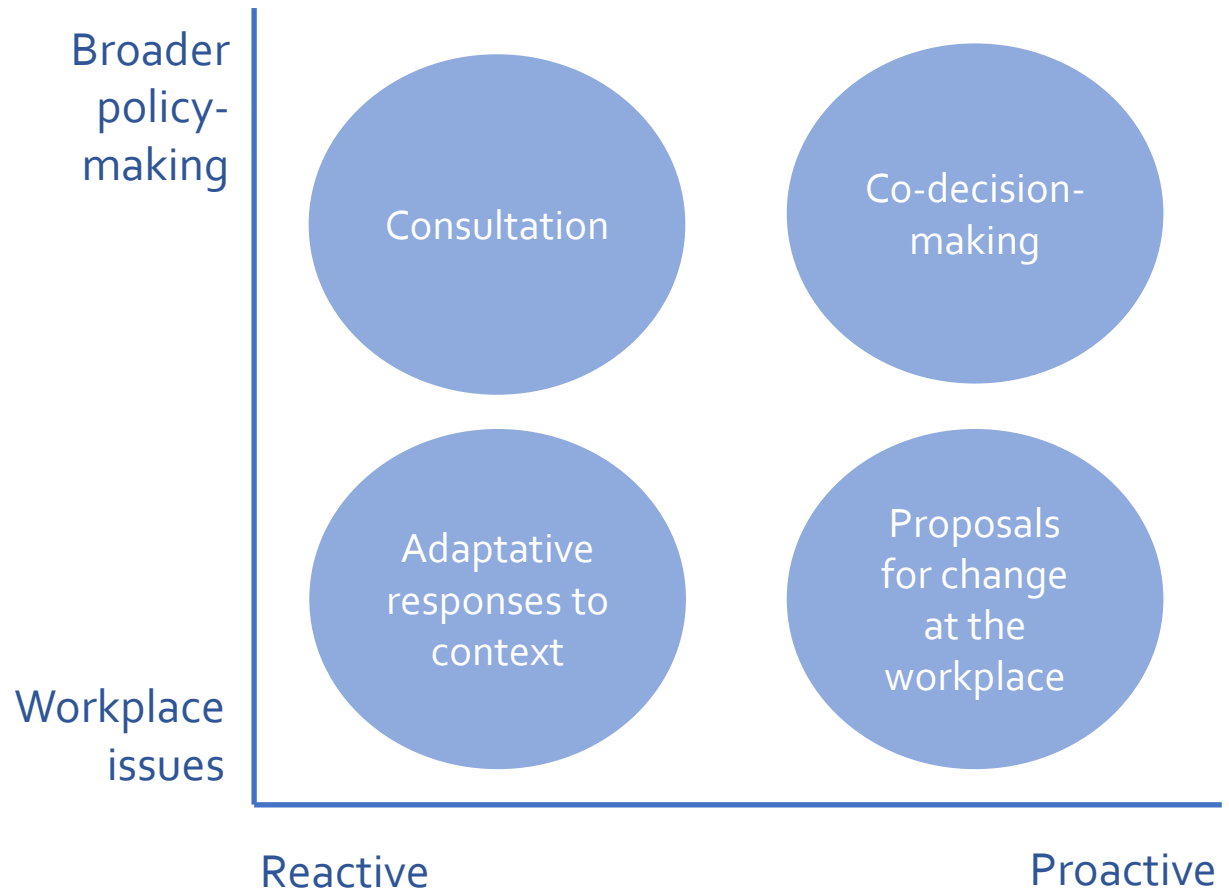 Broader
policy-
making
Consultation
Co-decision-
making
Adaptative
responses to
context
Proposals
for change
at the
workplace
Workplace
issues
Reactive
Proactive